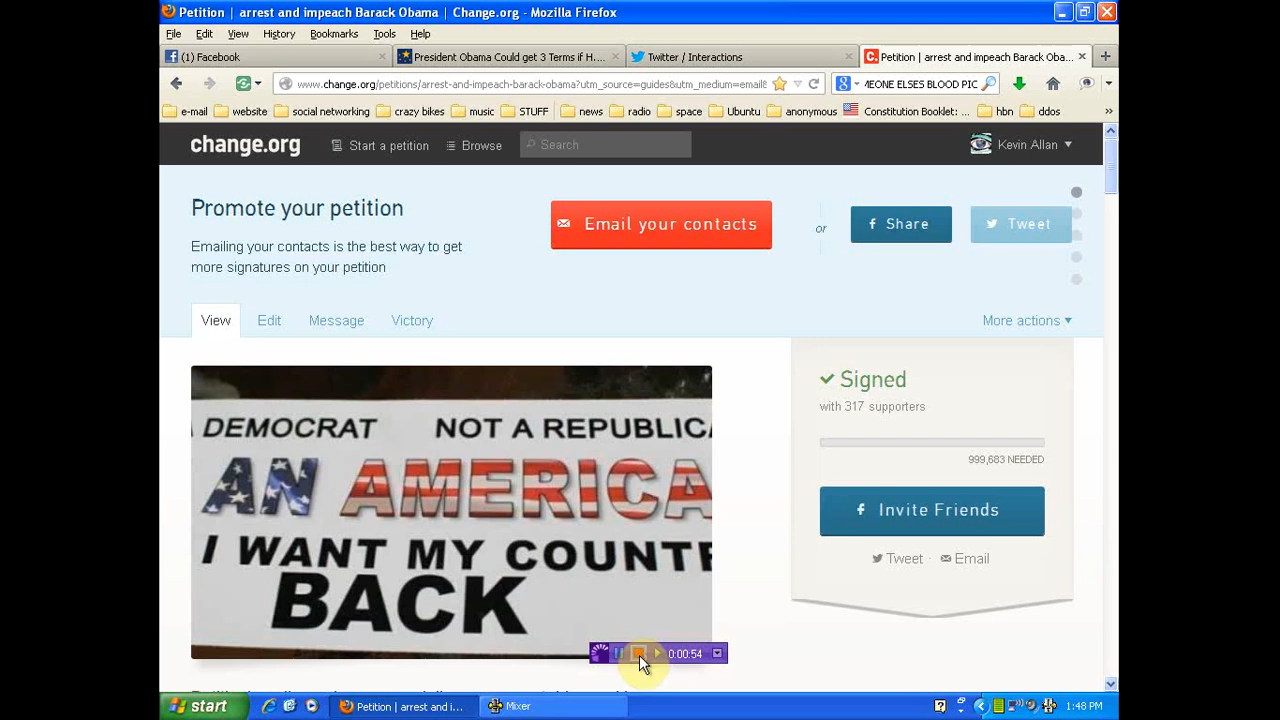 Petition | arrest and impeach Barack Obama | Change.org - Mozilla Firefox
File Edit View History Bookmarks Tools Help
(1) Facebook
President Obama Could get 3 Terms if H...
Twitter / Interactions
Petition | arrest and impeach Barack Oba...
www.change.org/petitions/arrest-and-impeach-barack-obama?utm_source=guides&utm_medium=email&
EONE ELSES BLOOD PIC
e-mail website social networking crazy bikes music STUFF news radio space Ubuntu anonymous Constitution Booklet: ... hbn ddos »
change.org Start a petition Browse Search Kevin Allan
Promote your petition
Emailing your contacts is the best way to get
more signatures on your petition
Email your contacts
or
Share
Tweet
View Edit Message Victory More actions
DEMOCRAT NOT A REPUBLIC
AN AMERICA
I WANT MY COUNT
BACK
Signed
with 317 supporters
999,683 NEEDED
Invite Friends
Tweet · Email
0:00:54
start
Petition | arrest and i...
Mixer
1:48 PM